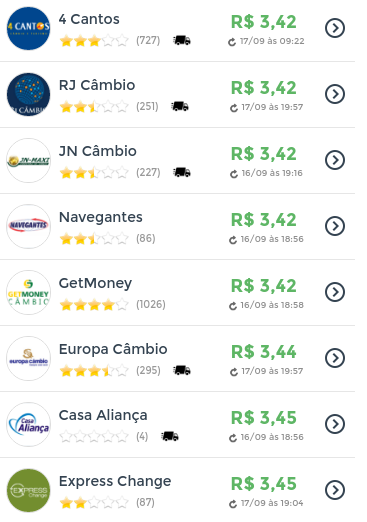 4 CANTOS
4 Cantos
(727)
R$ 3,42
17/09 às 09:22
RJ CÂMBIO
RJ Câmbio
(251)
R$ 3,42
17/09 às 19:57
JN-MAXI
JN Câmbio
(227)
R$ 3,42
16/09 às 19:16
NAVEGANTES
Navegantes
(86)
R$ 3,42
16/09 às 18:56
GETMONEY
CÂMBIO
GetMoney
(1026)
R$ 3,42
16/09 às 18:58
europa câmbio
Europa Câmbio
(295)
R$ 3,44
17/09 às 19:57
Casa
Aliança
Casa Aliança
(4)
R$ 3,45
16/09 às 18:56
EXPRESS
Change
Express Change
(87)
R$ 3,45
17/09 às 19:04